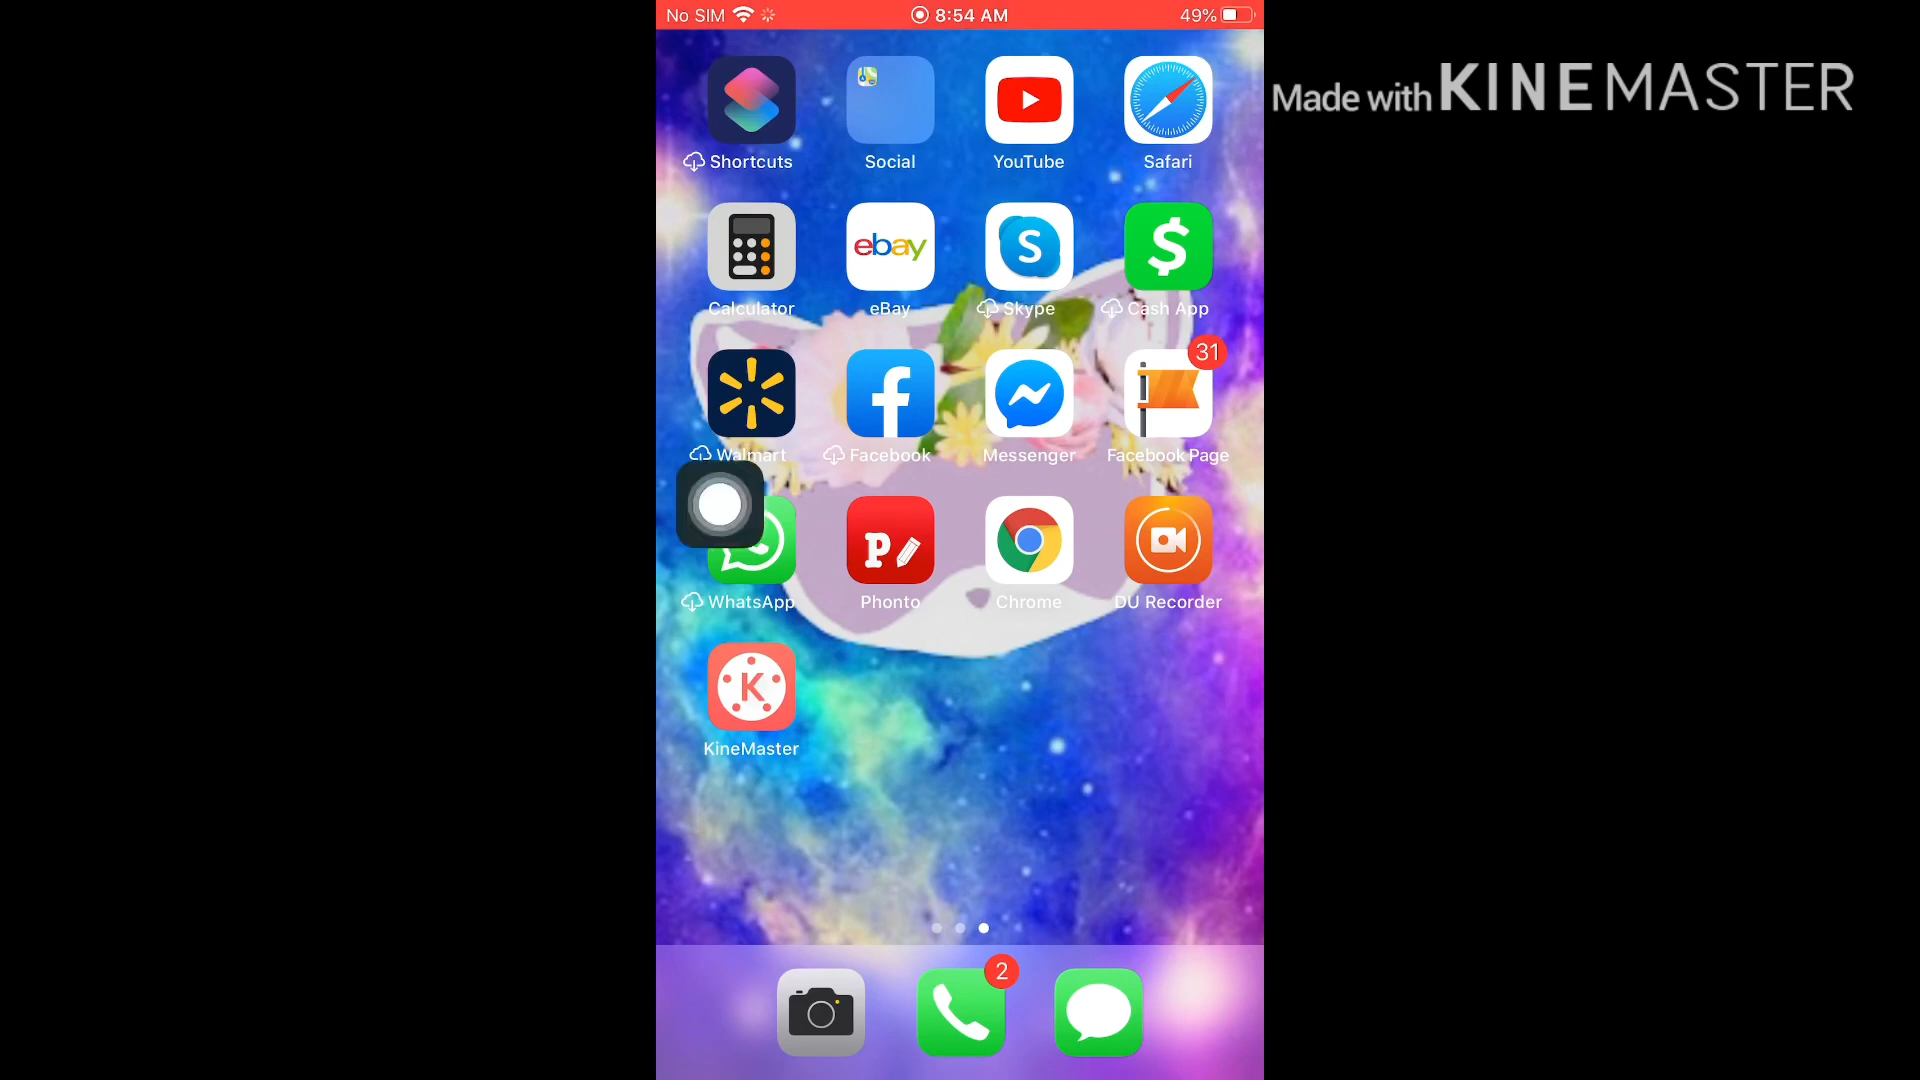 No SIM 8:54 AM 49%
Made with KINEMASTER
Shortcuts Social YouTube Safari
ebay
S $
Calculator eBay Skype Cash App
31
f
Walmart Facebook Messenger Facebook Page
P
WhatsApp Phonto Chrome DU Recorder
K
KineMaster
2